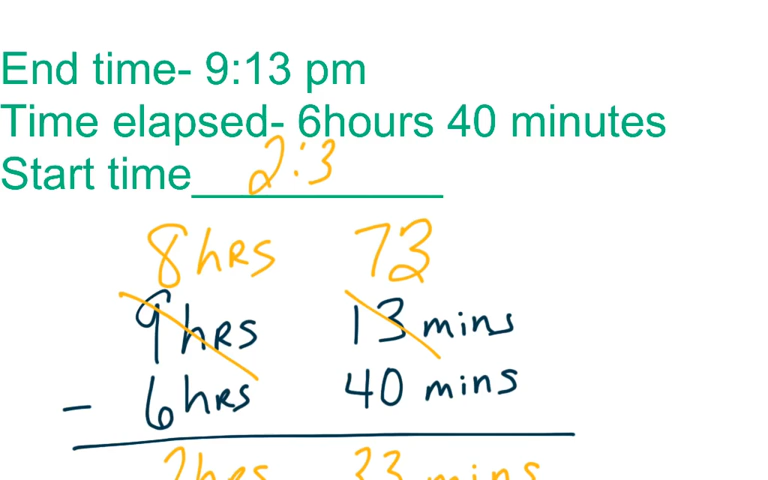 End time- 9:13 pm
Time elapsed- 6hours 40 minutes
Start time__________ 2:3
8hrs 73
9hrs 13 mins
- 6hrs 40 mins
2hrs 33 mins